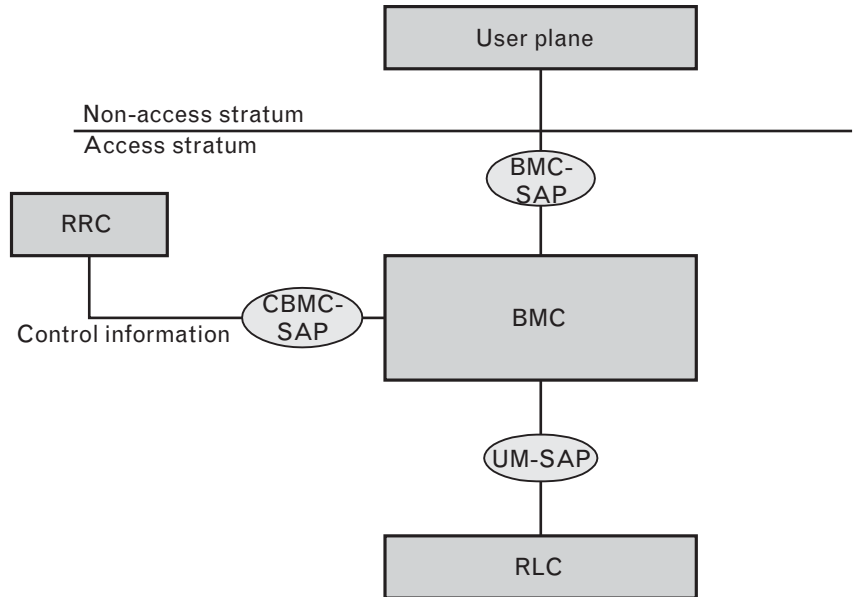 User plane
Non-access stratum
Access stratum
BMC-
SAP
RRC
CBMC-
SAP
BMC
Control information
UM-SAP
RLC